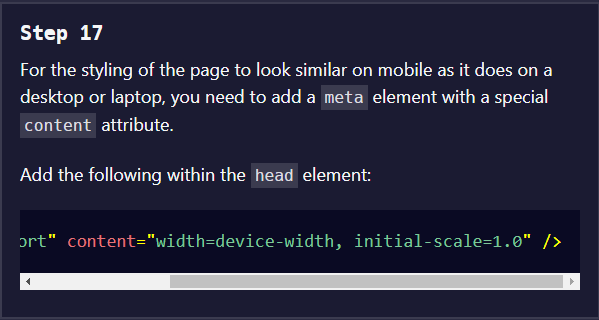 Step 17
For the styling of the page to look similar on mobile as it does on a
desktop or laptop, you need to add a meta element with a special
content attribute.
Add the following within the head element:
ort" content="width=device-width, initial-scale=1.0" />